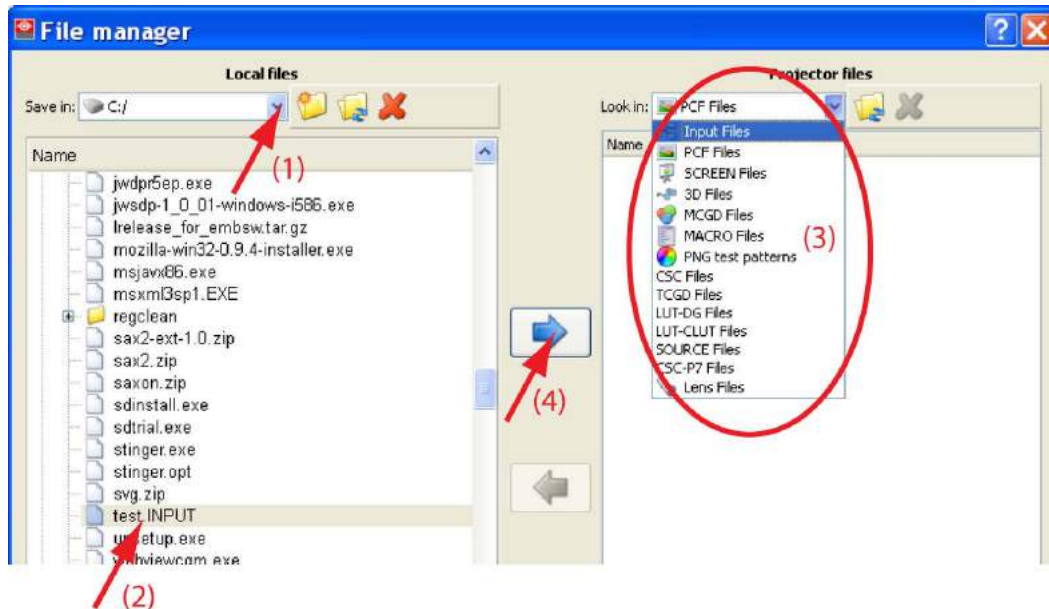 File manager
Local files
Save in: C:/
(1)
Name
jwdpr5ep.exe
jwsdp-1_0_01-windows-i586.exe
lrelease_for_embsw.tar.gz
mozilla-win32-0.9.4-installer.exe
msjavx86.exe
msxml3sp1.EXE
regclean
sax2-ext-1.0.zip
sax2.zip
saxon.zip
sdinstall.exe
sdtrial.exe
stinger.exe
stinger.opt
svg.zip
test.INPUT
(2)
(4)
Projector files
Look in: PCF Files
Name
Input Files
PCF Files
SCREEN Files
3D Files
MCGD Files
MACRO Files
(3)
PNG test patterns
CSC Files
TCGD Files
LUT-DG Files
LUT-CLUT Files
SOURCE Files
CSC-P7 Files
Lens Files